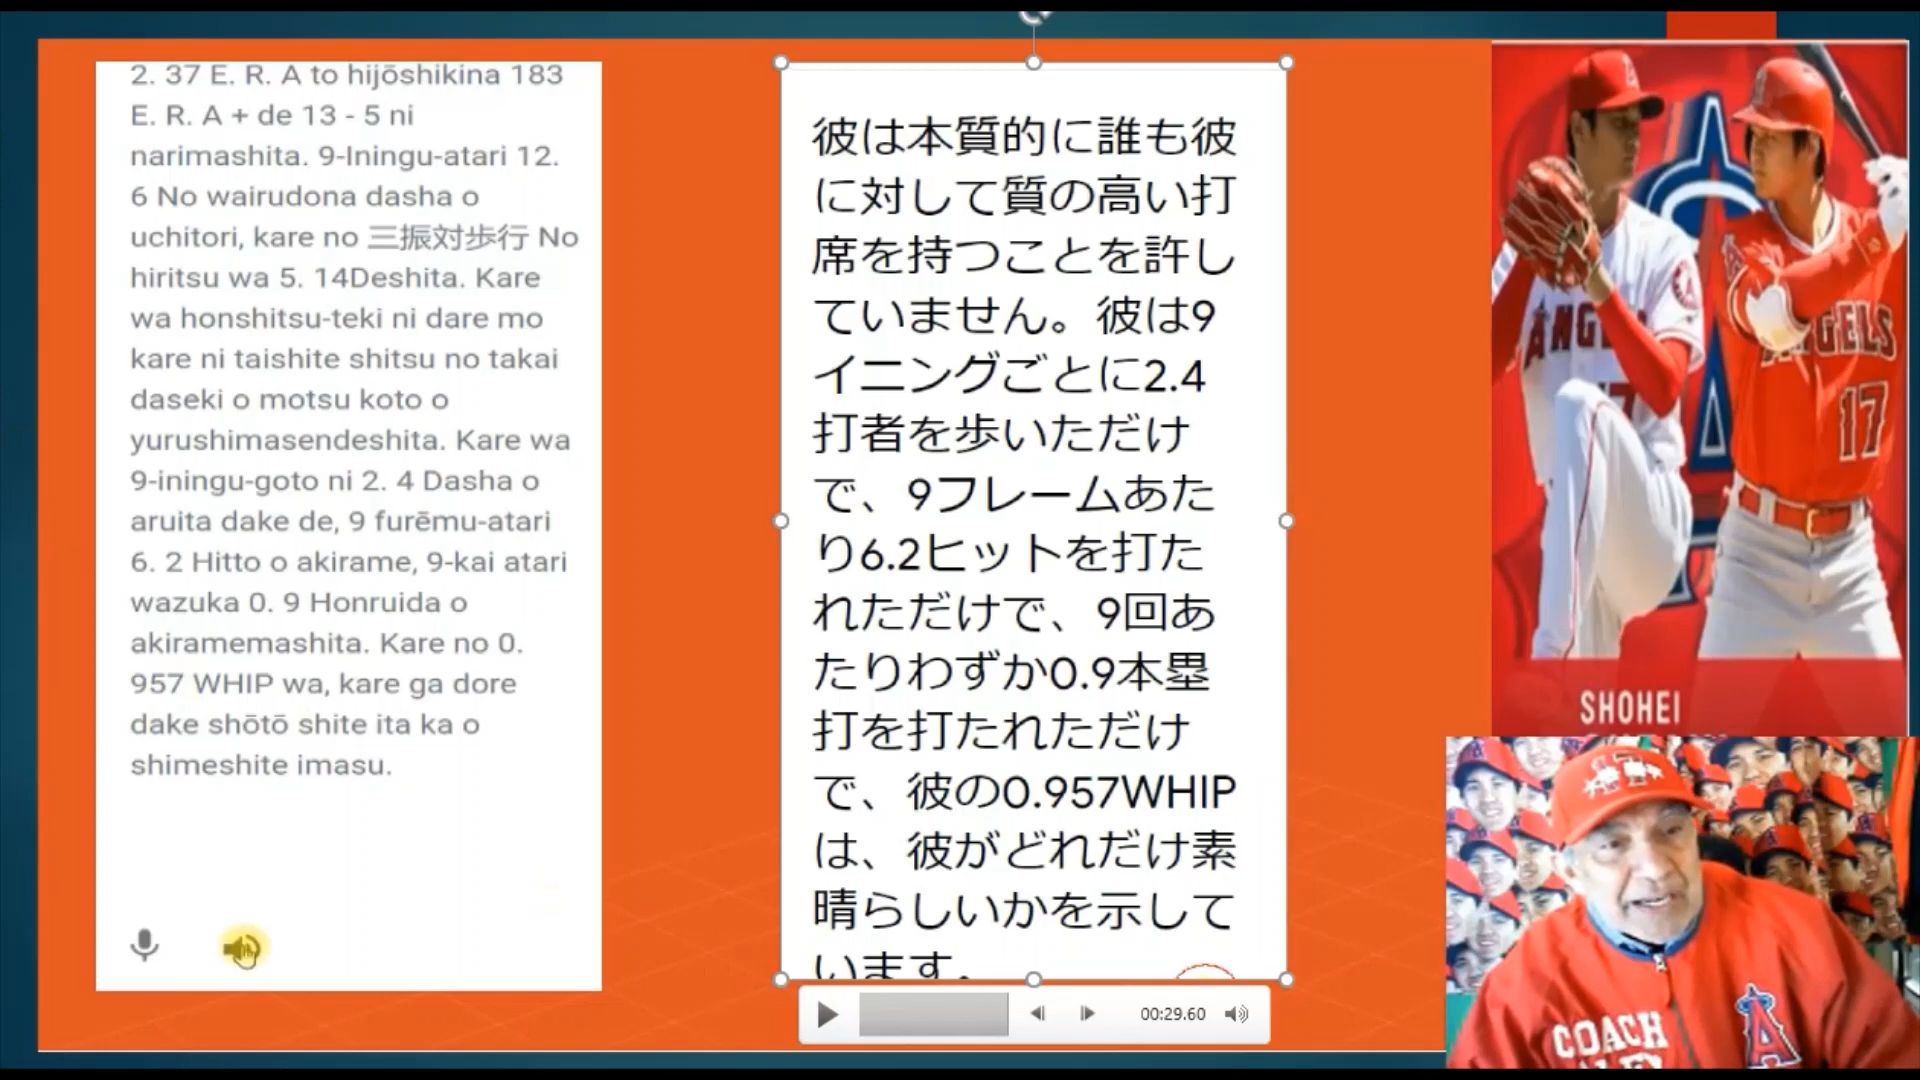 2. 37 E. R. A to hijōshikina 183
E. R. A + de 13 - 5 ni
narimashita. 9-Iningu-atari 12.
6 No wairudona dasha o
uchitori, kare no 三振対歩行 No
hiritsu wa 5. 14Deshita. Kare
wa honshitsu-teki ni dare mo
kare ni taishite shitsu no takai
daseki o motsu koto o
yurushimasendeshita. Kare wa
9-iningu-goto ni 2. 4 Dasha o
aruita dake de, 9 furēmu-atari
6. 2 Hitto o akirame, 9-kai atari
wazuka 0. 9 Honruida o
akiramemashita. Kare no 0.
957 WHIP wa, kare ga dore
dake shōtō shite ita ka o
shimeshite imasu.
彼は本質的に誰も彼
に対して質の高い打
席を持つことを許し
ていません。彼は9
イニングごとに2.4
打者を歩いただけ
で、9フレームあた
り6.2ヒットを打た
れただけで、9回あ
たりわずか0.9本塁
打を打たれただけ
で、彼の0.957WHIP
は、彼がどれだけ素
晴らしいかを示して
います。
00:29.60
ANGELS
17
SHOHEI
COACH